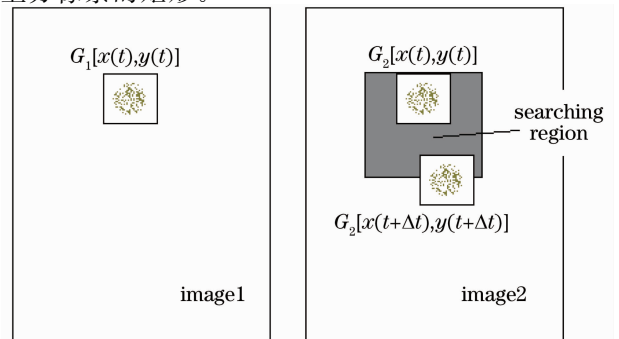 G₁[x(t),y(t)]
image1
G₂[x(t),y(t)]
searching
region
G₂[x(t+Δt),y(t+Δt)]
image2